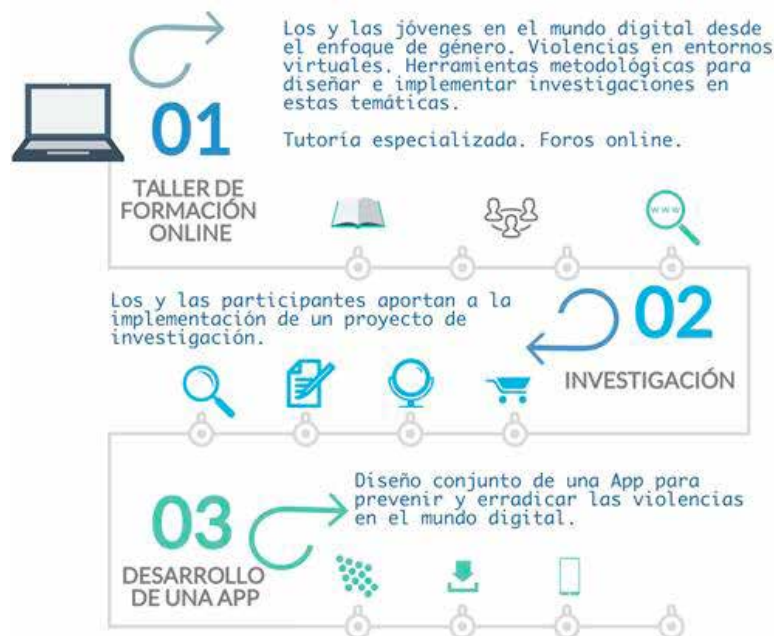 Los y las jóvenes en el mundo digital desde
el enfoque de género. Violencias en entornos
virtuales. Herramientas metodológicas para
diseñar e implementar investigaciones en
estas temáticas.
Tutoría especializada. Foros online.
01
TALLER DE
FORMACIÓN
ONLINE
www
Los y las participantes aportan a la
implementación de un proyecto de
investigación.
02
INVESTIGACIÓN
Diseño conjunto de una App para
prevenir y erradicar las violencias
en el mundo digital.
03
DESARROLLO
DE UNA APP